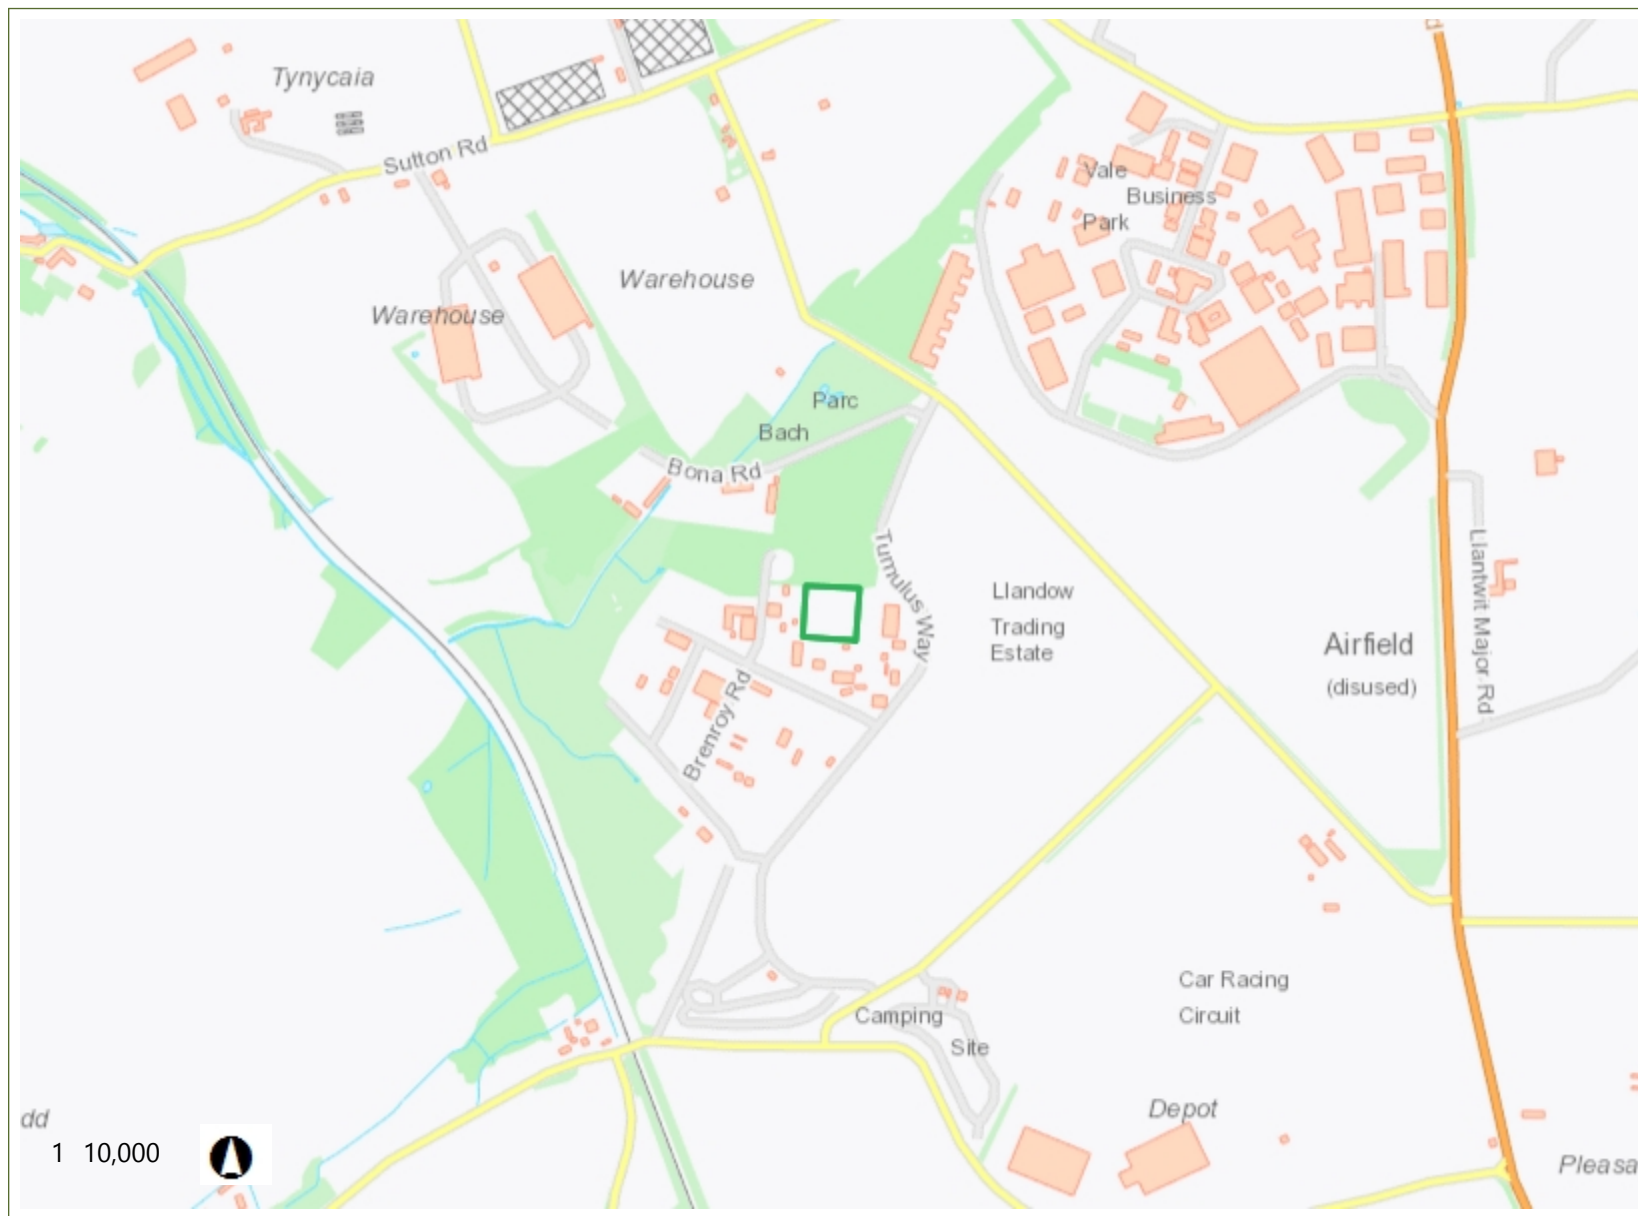 Tynycaia
Sutton Rd
Vale
Business
Park
Warehouse
Warehouse
Parc
Bach
Bona Rd
Tumulus Way
Llandow
Trading
Estate
Llantwit Major Rd
Airfield
(disused)
Brenroy Rd
Car Racing
Circuit
Camping
Site
Depot
dd
1 10,000
Pleasa